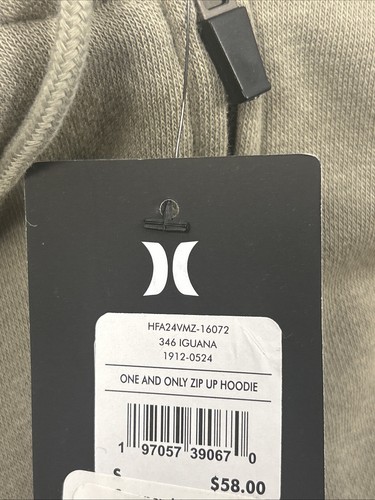 HFA24VMZ-16072
346 IGUANA
1912-0524
ONE AND ONLY ZIP UP HOODIE
1 97057 39067 0
S $58.00